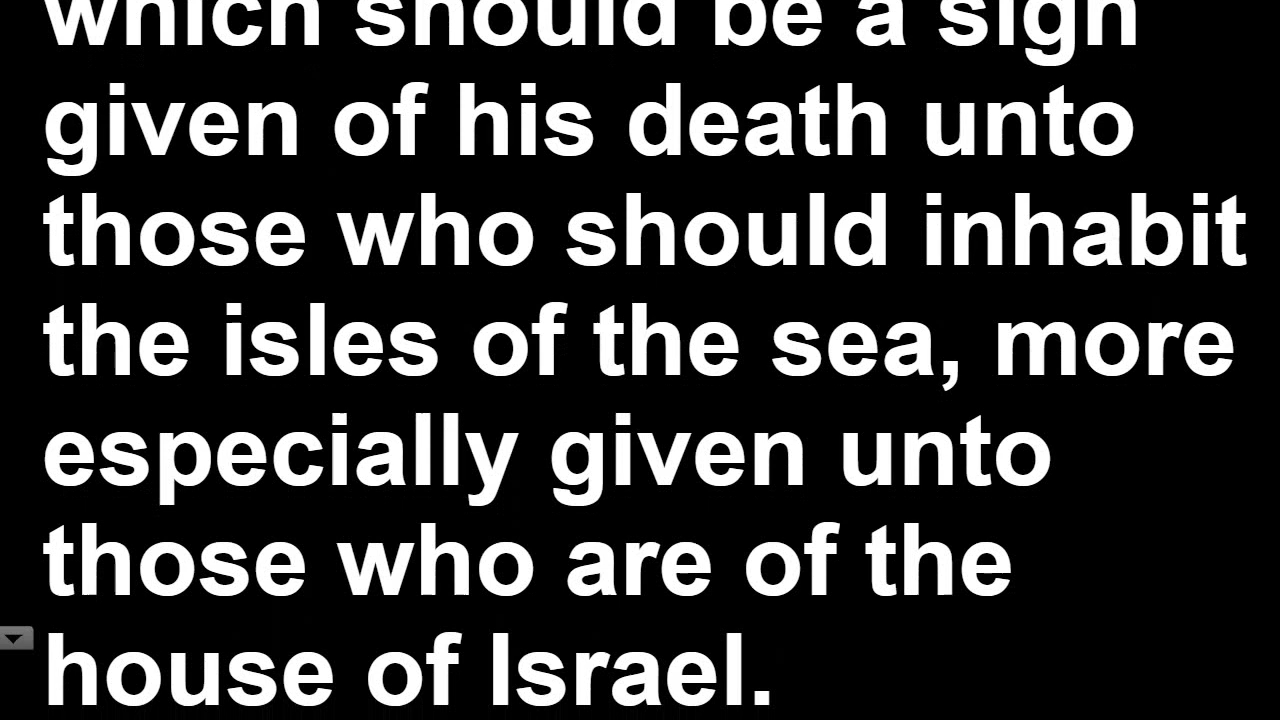 which should be a sign
given of his death unto
those who should inhabit
the isles of the sea, more
especially given unto
those who are of the
house of Israel.